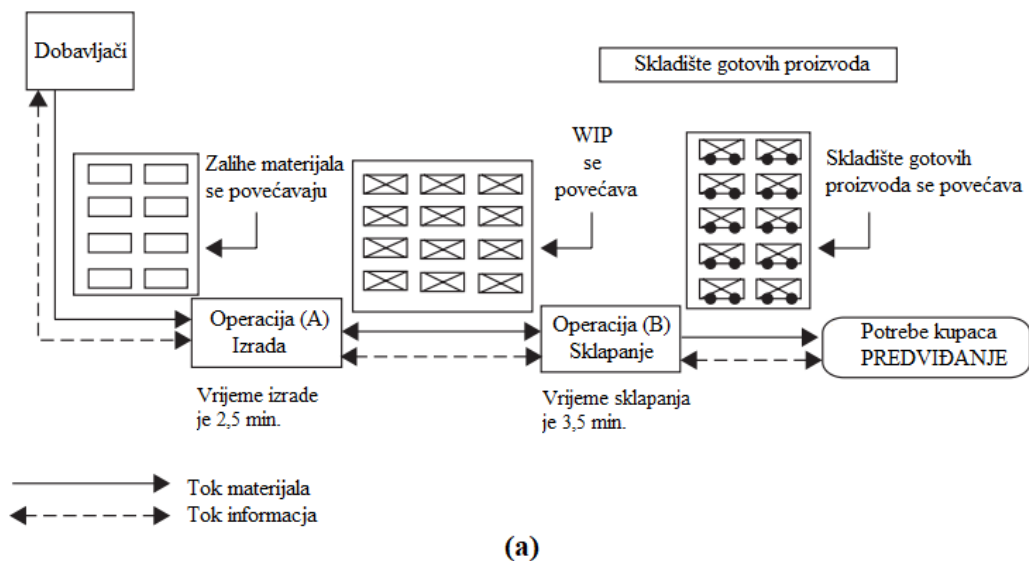 Dobavljači
Skladište gotovih proizvoda
Zalihe materijala
se povećavaju
WIP
se
povećava
Skladište gotovih
proizvođa se povećava
Operacija (A)
Izrada
Operacija (B)
Sklapanje
Potrebe kupaca
PREDVIĐANJE
Vrijeme izrade
je 2,5 min.
Vrijeme sklapanja
je 3,5 min.
Tok materijala
Tok informacja
(a)